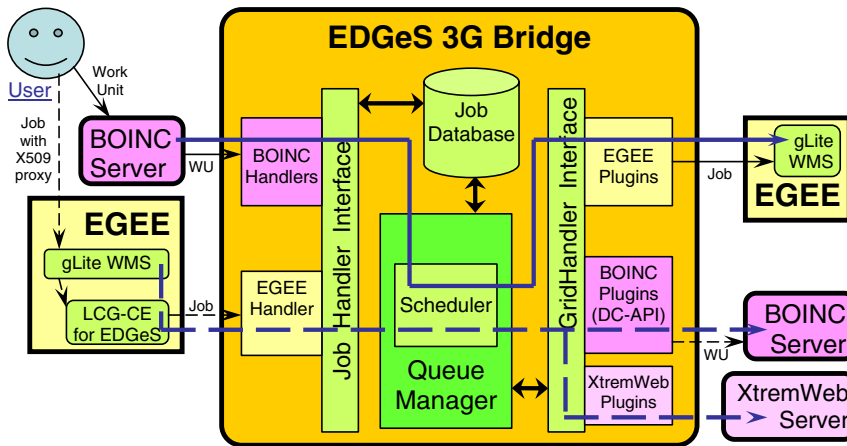 EDGeS 3G Bridge
User
Work
Unit
Job
with
X509
proxy
BOINC
Server
WU
BOINC
Handlers
Job Handler Interface
Job
Database
GridHandler Interface
EGEE
Plugins
Job
gLite
WMS
EGEE
EGEE
gLite WMS
LCG-CE
for EDGeS
Job
EGEE
Handler
Scheduler
Queue
Manager
BOINC
Plugins
(DC-API)
WU
BOINC
Server
XtremWeb
Plugins
XtremWeb
Server